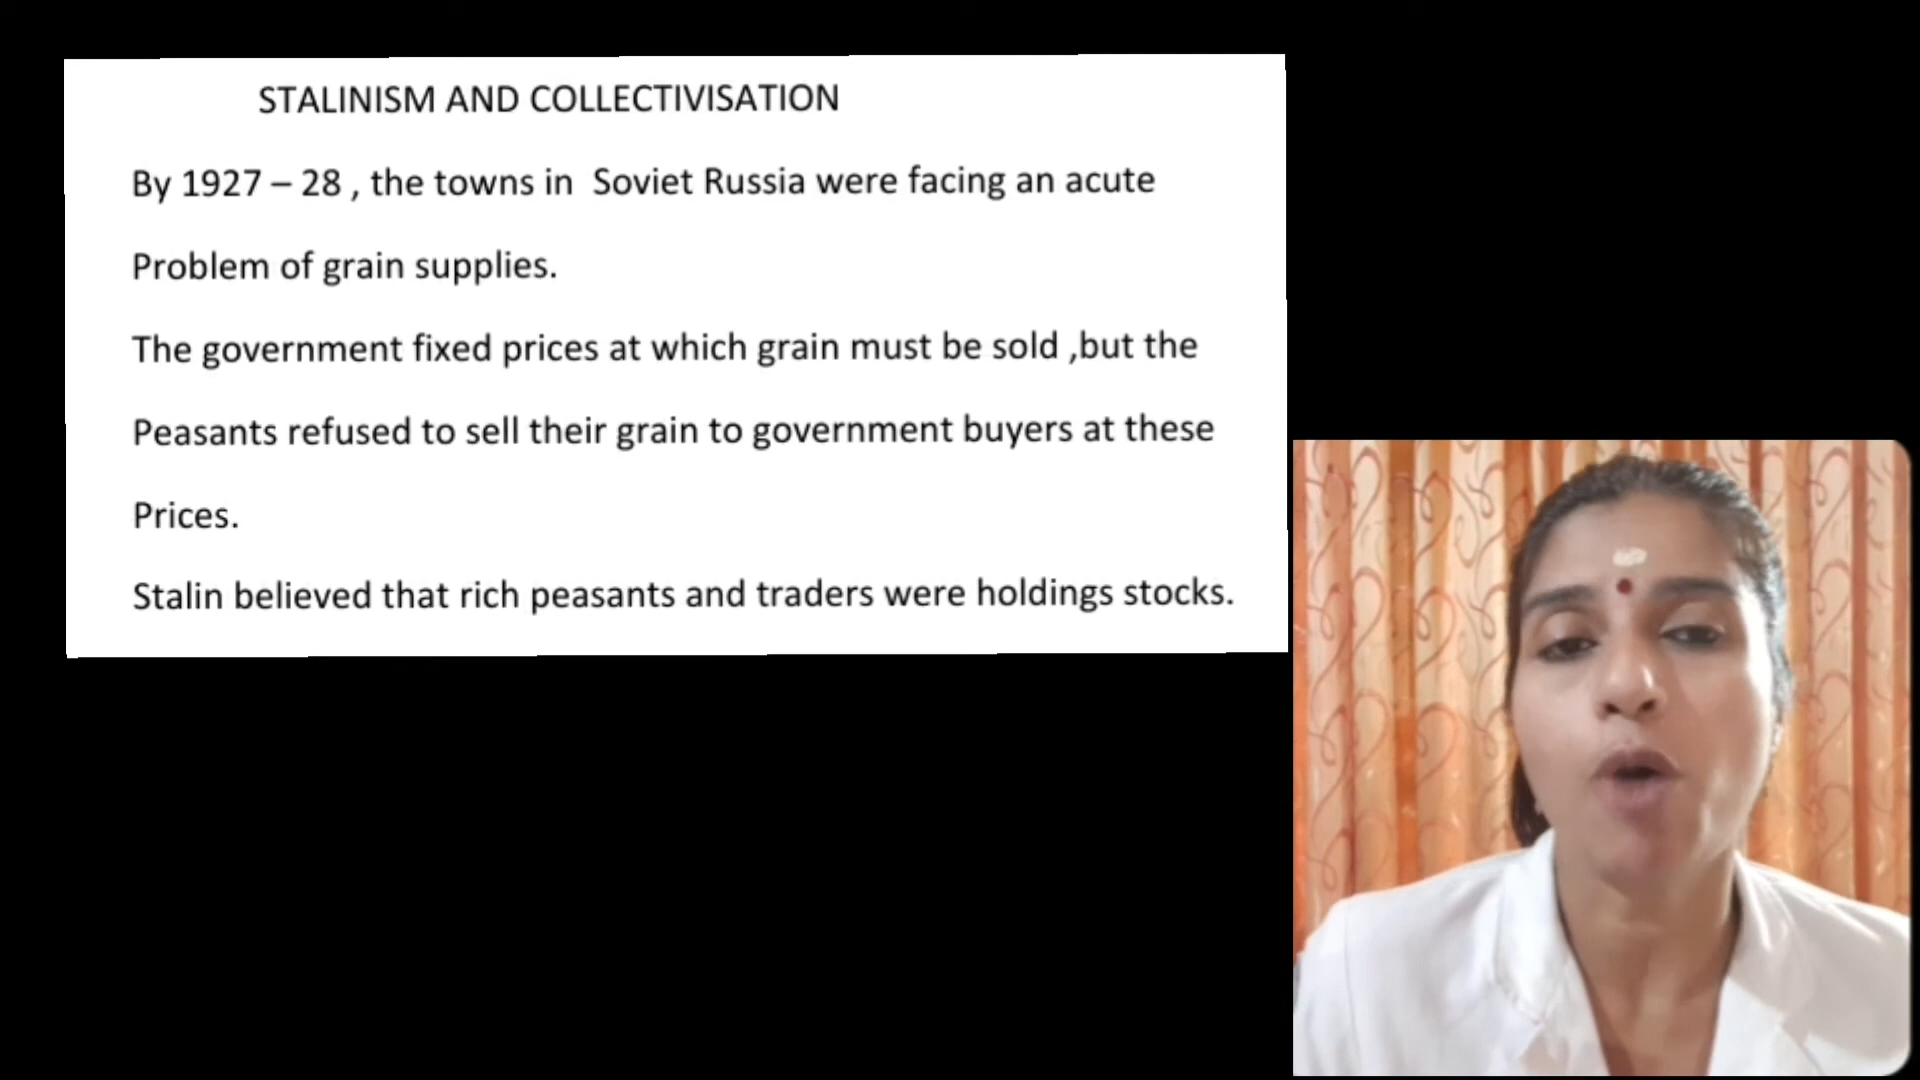 STALINISM AND COLLECTIVISATION
By 1927 – 28 , the towns in Soviet Russia were facing an acute
Problem of grain supplies.
The government fixed prices at which grain must be sold ,but the
Peasants refused to sell their grain to government buyers at these
Prices.
Stalin believed that rich peasants and traders were holdings stocks.